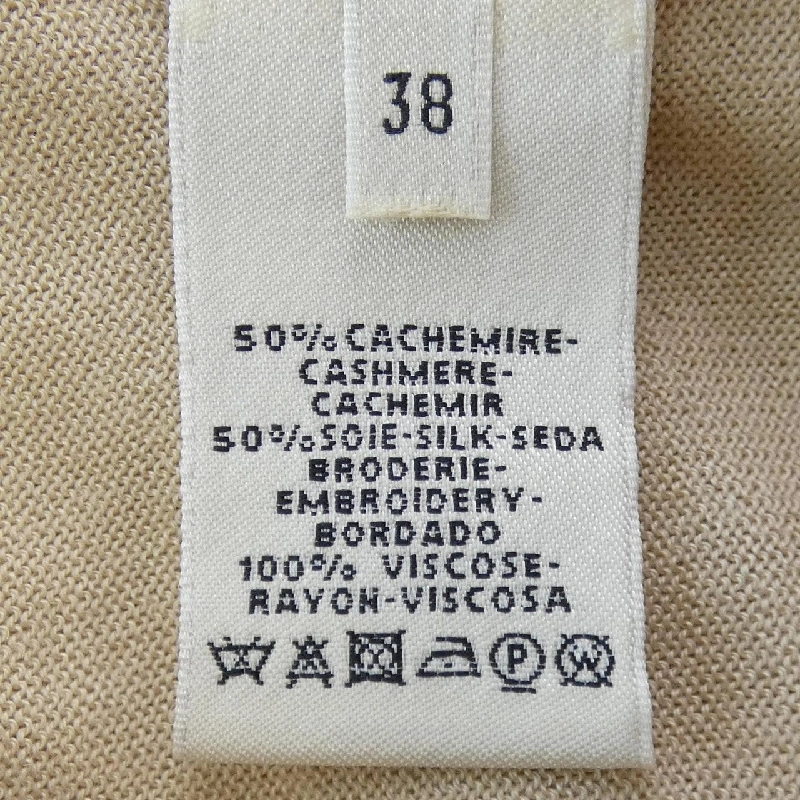 38
50% CACHEMIRE-
CASHMERE-
CACHEMIR
50% SOIE-SILK-SEDA
BRODERIE-
EMBROIDERY-
BORDADO
100% VISCOSE-
RAYON-VISCOSA
P W